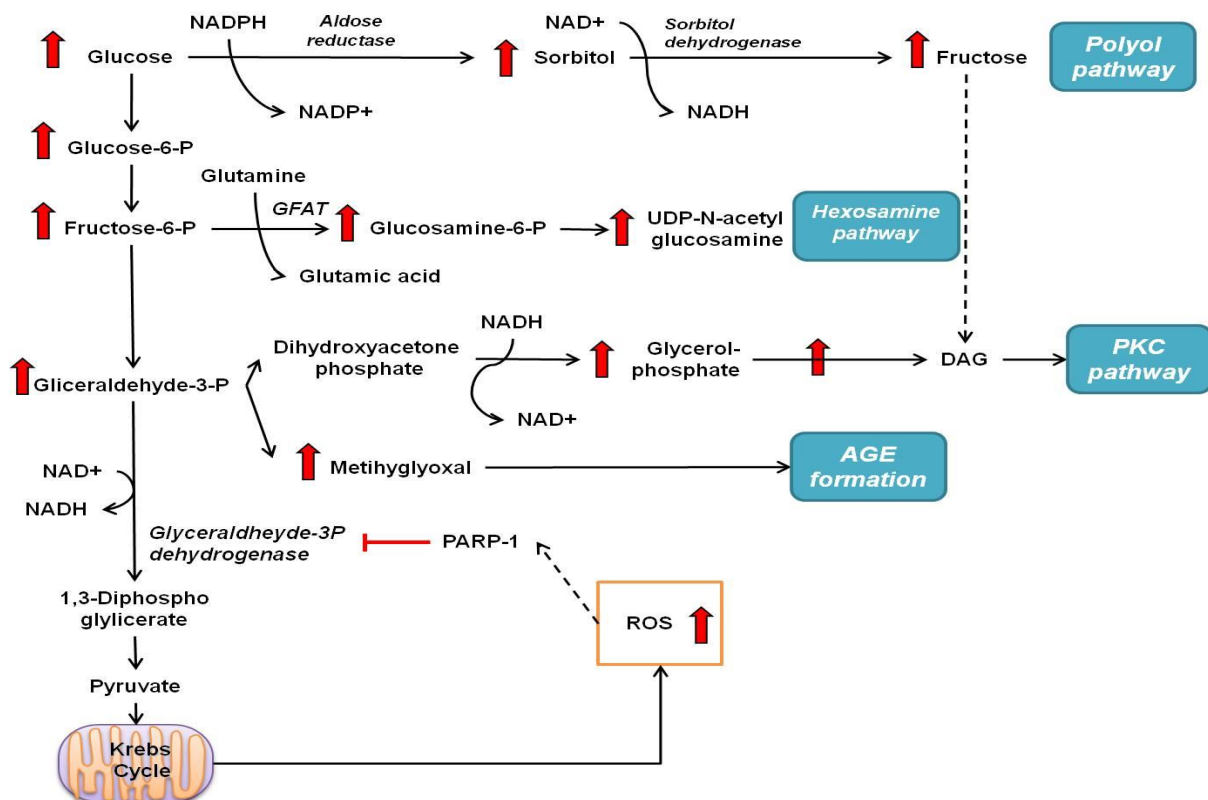 NADPH
Aldose
reductase
NAD+
Sorbitol
dehydrogenase
Glucose
Sorbitol
Fructose
Polyol
pathway
NADP+
NADH
Glucose-6-P
Glutamine
GFAT
Fructose-6-P
Glucosamine-6-P
UDP-N-acetyl
glucosamine
Hexosamine
pathway
Glutamic acid
NADH
Dihydroxyacetone
phosphate
Glycerol-
phosphate
DAG
PKC
pathway
Gliceraldehyde-3-P
NAD+
Metihyglyoxal
AGE
formation
NAD+
NADH
Glyceraldheyde-3P
dehydrogenase
PARP-1
1,3-Diphospho
glylicerate
ROS
Pyruvate
Krebs
Cycle